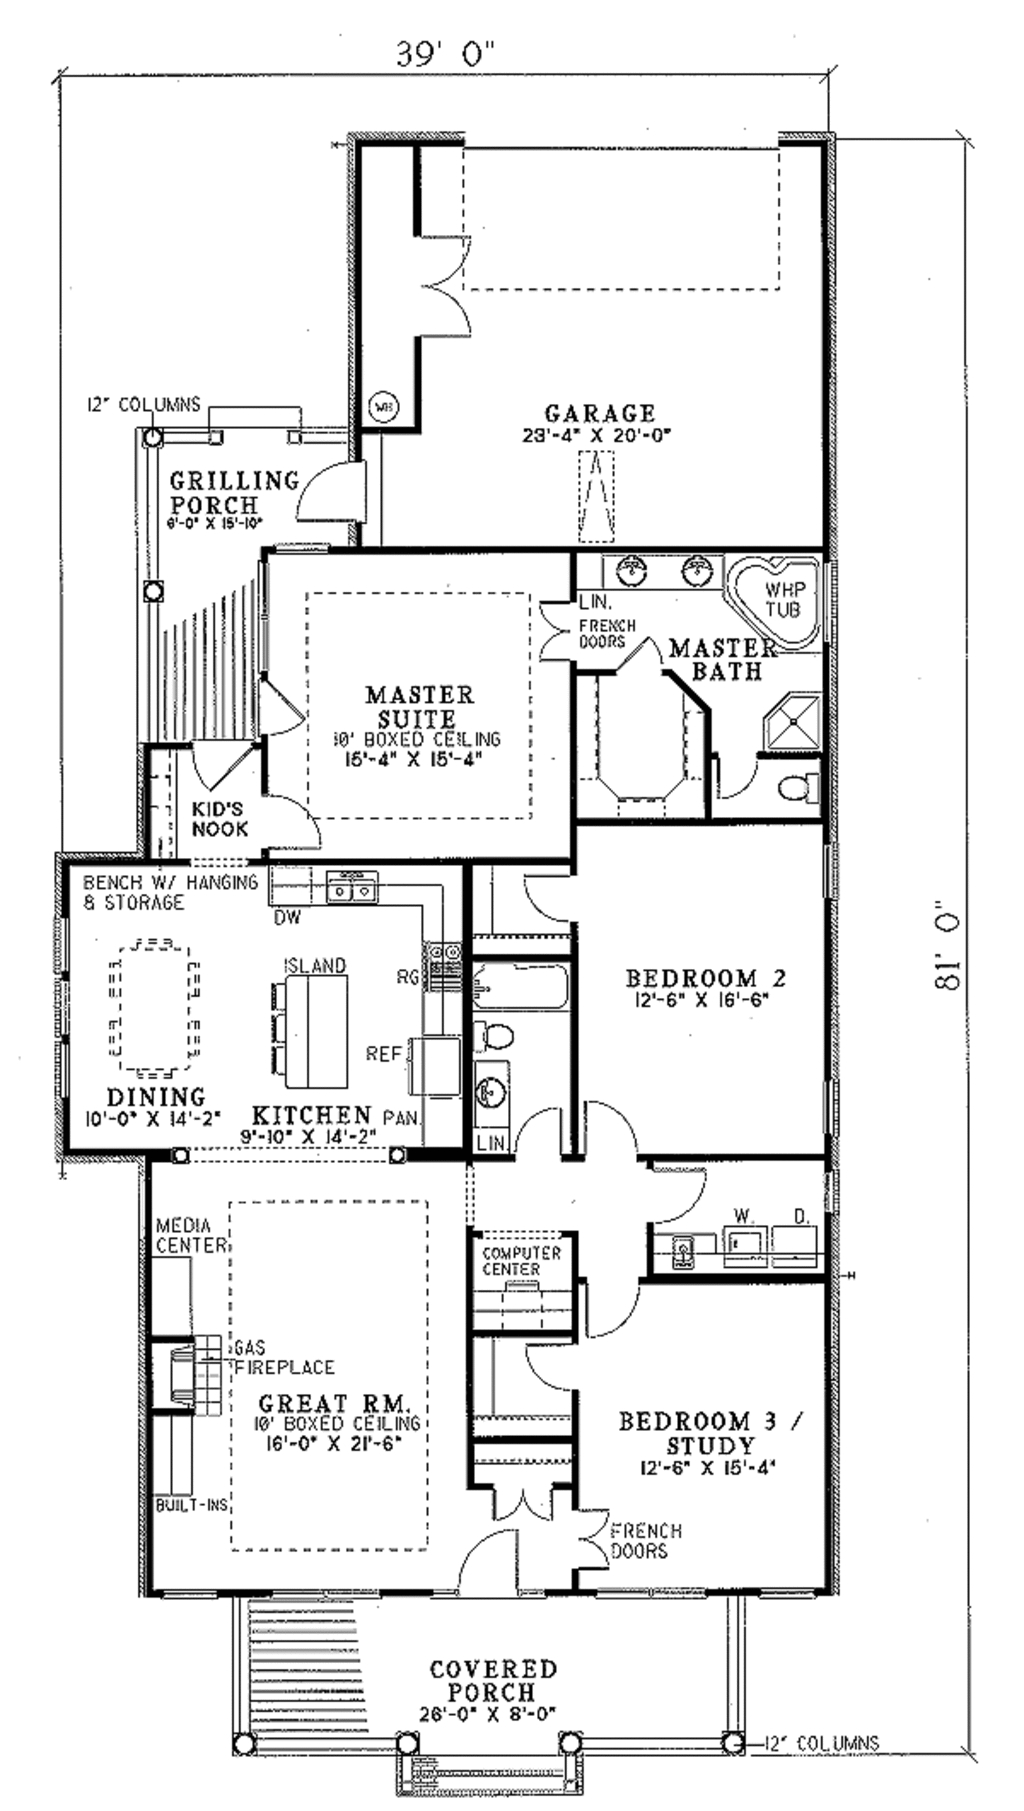 39' 0"
12" COLUMNS
GARAGE
23'-4" X 20'-0"
WH
GRILLING
PORCH
6'-0" X 15'-10"
WHP
TUB
LIN.
FRENCH
DOORS
MASTER
BATH
MASTER
SUITE
10' BOXED CEILING
15'-4" X 15'-4"
KID'S
NOOK
BENCH W/ HANGING
& STORAGE
DW
ISLAND
RG
BEDROOM 2
12'-6" X 16'-6"
81' 0"
REF
DINING
10'-0" X 14'-2"
KITCHEN
9'-10" X 14'-2"
PAN.
LIN.
MEDIA
CENTER
W.
D.
COMPUTER
CENTER
GAS
FIREPLACE
GREAT RM.
10' BOXED CEILING
16'-0" X 21'-6"
BEDROOM 3 /
STUDY
12'-6" X 15'-4"
BUILT-INS
FRENCH
DOORS
COVERED
PORCH
26'-0" X 8'-0"
12" COLUMNS